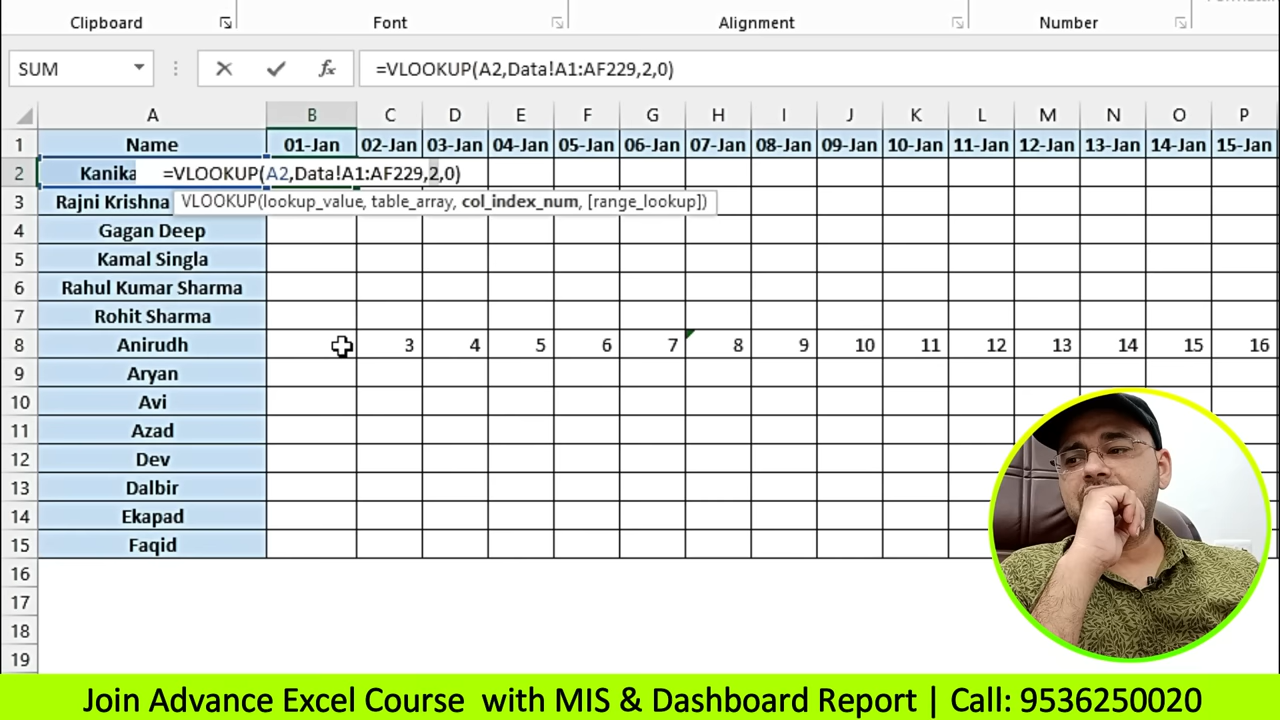 Clipboard Font Alignment Number
SUM fx =VLOOKUP(A2,Data!A1:AF229,2,0)
A B C D E F G H I J K L M N O P
1 Name 01-Jan 02-Jan 03-Jan 04-Jan 05-Jan 06-Jan 07-Jan 08-Jan 09-Jan 10-Jan 11-Jan 12-Jan 13-Jan 14-Jan 15-Jan
2 Kanika =VLOOKUP(A2,Data!A1:AF229,2,0)
3 Rajni Krishna VLOOKUP(lookup_value, table_array, col_index_num, [range_lookup])
4 Gagan Deep
5 Kamal Singla
6 Rahul Kumar Sharma
7 Rohit Sharma
8 Anirudh 3 4 5 6 7 8 9 10 11 12 13 14 15 16
9 Aryan
10 Avi
11 Azad
12 Dev
13 Dalbir
14 Ekapad
15 Faqid
16
17
18
19
Join Advance Excel Course with MIS & Dashboard Report | Call: 9536250020